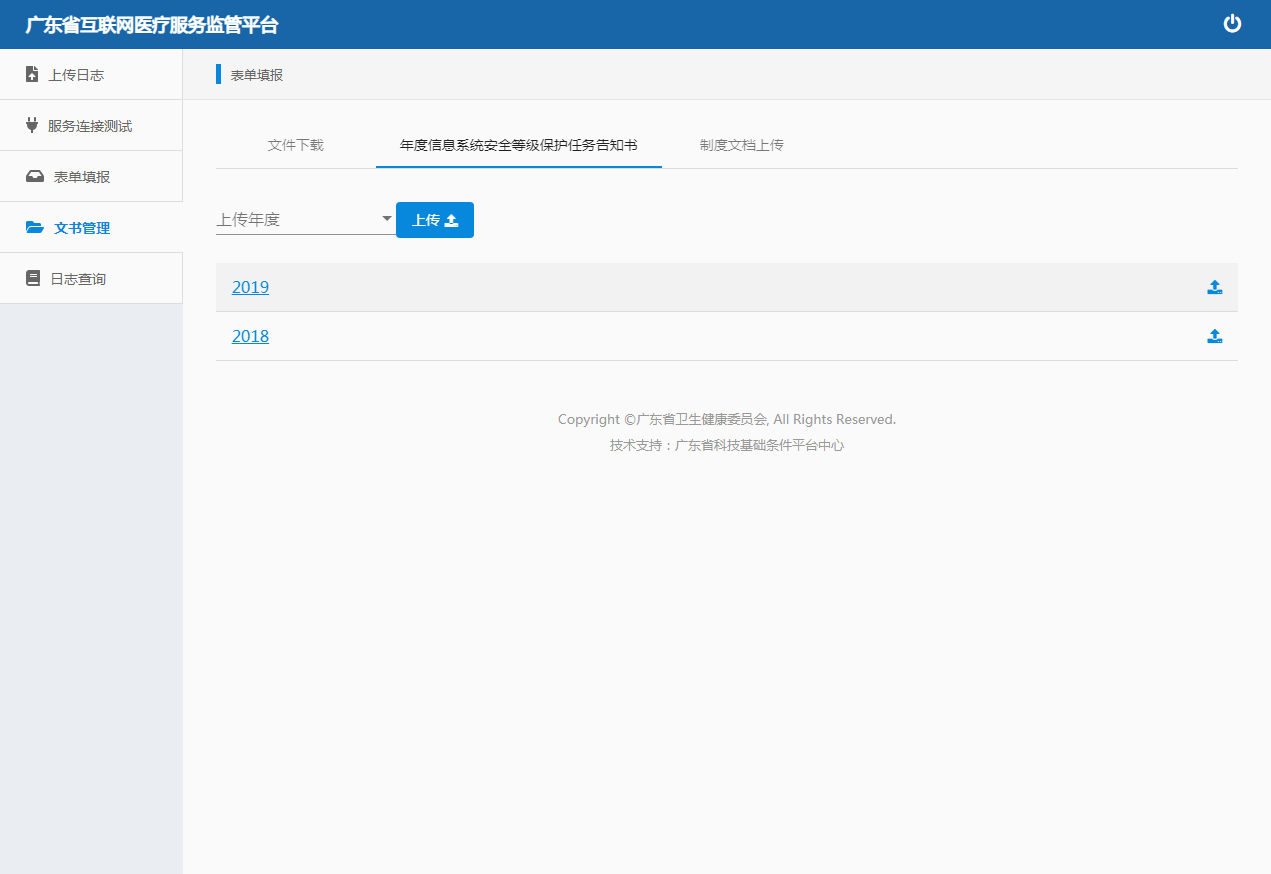 广东省互联网医疗服务监管平台
上传日志
服务连接测试
表单填报
文书管理
日志查询
表单填报
文件下载
年度信息系统安全等级保护任务告知书
制度文档上传
上传年度
上传
2019
2018
Copyright ©广东省卫生健康委员会, All Rights Reserved.
技术支持：广东省科技基础条件平台中心